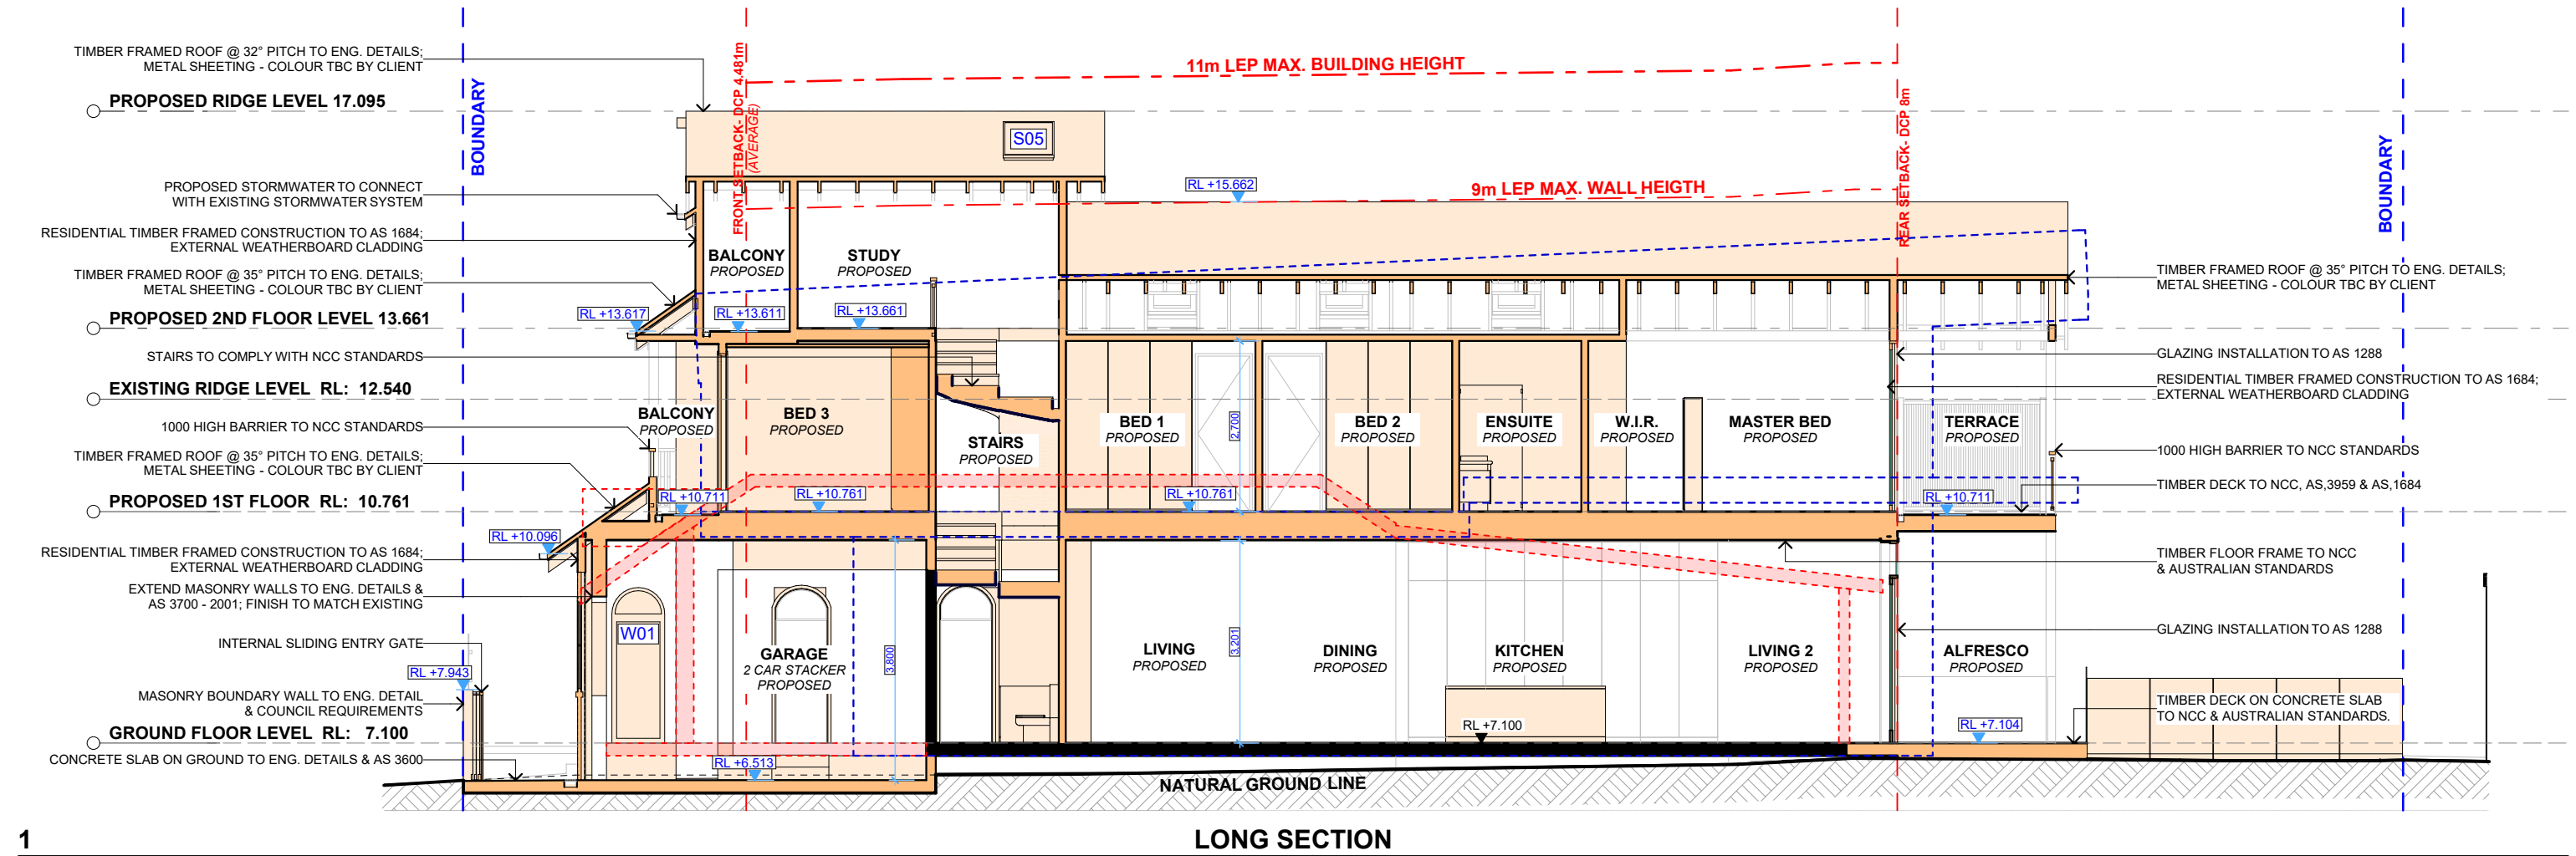 TIMBER FRAMED ROOF @ 32° PITCH TO ENG. DETAILS;
METAL SHEETING - COLOUR TBC BY CLIENT
PROPOSED RIDGE LEVEL 17.095
PROPOSED STORMWATER TO CONNECT
WITH EXISTING STORMWATER SYSTEM
RESIDENTIAL TIMBER FRAMED CONSTRUCTION TO AS 1684;
EXTERNAL WEATHERBOARD CLADDING
TIMBER FRAMED ROOF @ 35° PITCH TO ENG. DETAILS;
METAL SHEETING - COLOUR TBC BY CLIENT
PROPOSED 2ND FLOOR LEVEL 13.661
STAIRS TO COMPLY WITH NCC STANDARDS
EXISTING RIDGE LEVEL RL: 12.540
1000 HIGH BARRIER TO NCC STANDARDS
TIMBER FRAMED ROOF @ 35° PITCH TO ENG. DETAILS;
METAL SHEETING - COLOUR TBC BY CLIENT
PROPOSED 1ST FLOOR RL: 10.761
RESIDENTIAL TIMBER FRAMED CONSTRUCTION TO AS 1684;
EXTERNAL WEATHERBOARD CLADDING
EXTEND MASONRY WALLS TO ENG. DETAILS &
AS 3700 - 2001; FINISH TO MATCH EXISTING
INTERNAL SLIDING ENTRY GATE
RL +7.943
MASONRY BOUNDARY WALL TO ENG. DETAIL
& COUNCIL REQUIREMENTS
GROUND FLOOR LEVEL RL: 7.100
CONCRETE SLAB ON GROUND TO ENG. DETAILS & AS 3600
BOUNDARY
FRONT SETBACK- DCP 4.481m
(AVERAGE)
11m LEP MAX. BUILDING HEIGHT
S05
RL +15.662
9m LEP MAX. WALL HEIGTH
REAR SETBACK- DCP 8m
BOUNDARY
BALCONY
PROPOSED
STUDY
PROPOSED
RL +13.617
RL +13.611
RL +13.661
BALCONY
PROPOSED
BED 3
PROPOSED
STAIRS
PROPOSED
BED 1
PROPOSED
2,700
BED 2
PROPOSED
ENSUITE
PROPOSED
W.I.R.
PROPOSED
MASTER BED
PROPOSED
TERRACE
PROPOSED
RL +10.711
RL +10.761
RL +10.761
RL +10.711
RL +10.096
W01
GARAGE
2 CAR STACKER
PROPOSED
3,800
LIVING
PROPOSED
3,201
DINING
PROPOSED
KITCHEN
PROPOSED
LIVING 2
PROPOSED
ALFRESCO
PROPOSED
RL +7.100
RL +7.104
RL +6.513
NATURAL GROUND LINE
TIMBER FRAMED ROOF @ 35° PITCH TO ENG. DETAILS;
METAL SHEETING - COLOUR TBC BY CLIENT
GLAZING INSTALLATION TO AS 1288
RESIDENTIAL TIMBER FRAMED CONSTRUCTION TO AS 1684;
EXTERNAL WEATHERBOARD CLADDING
1000 HIGH BARRIER TO NCC STANDARDS
TIMBER DECK TO NCC, AS,3959 & AS,1684
TIMBER FLOOR FRAME TO NCC
& AUSTRALIAN STANDARDS
GLAZING INSTALLATION TO AS 1288
TIMBER DECK ON CONCRETE SLAB
TO NCC & AUSTRALIAN STANDARDS.
1
LONG SECTION